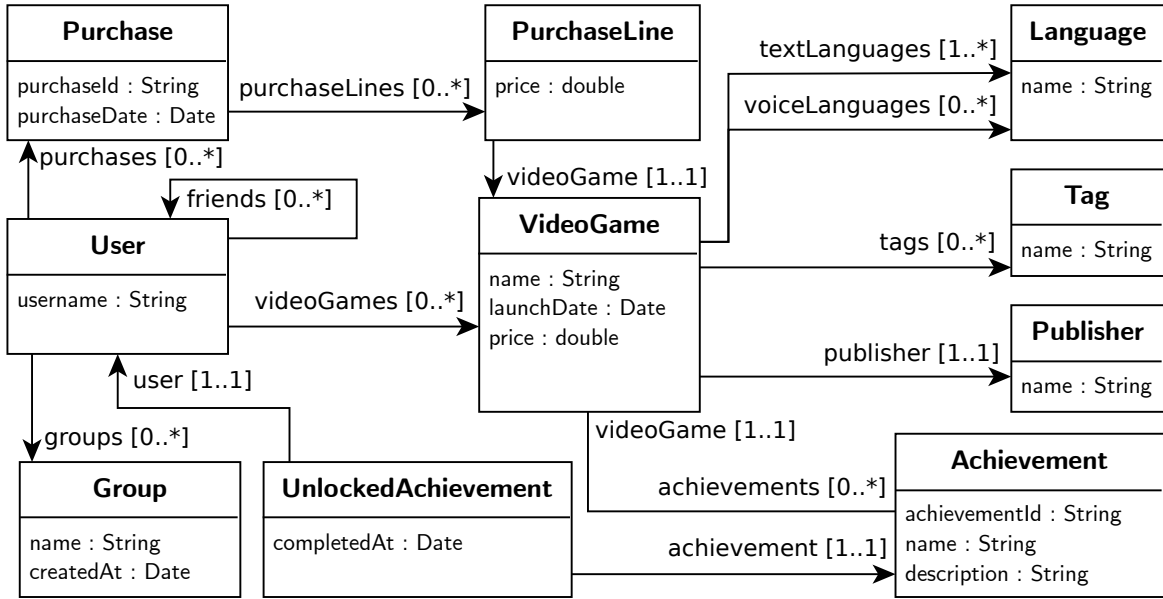 Purchase
purchaseId : String
purchaseDate : Date
purchaseLines [0..*]
PurchaseLine
price : double
textLanguages [1..*]
voiceLanguages [0..*]
Language
name : String
purchases [0..*]
friends [0..*]
videoGame [1..1]
User
username : String
videoGames [0..*]
VideoGame
name : String
launchDate : Date
price : double
tags [0..*]
Tag
name : String
publisher [1..1]
Publisher
name : String
user [1..1]
groups [0..*]
videoGame [1..1]
achievements [0..*]
Group
name : String
createdAt : Date
UnlockedAchievement
completedAt : Date
achievement [1..1]
Achievement
achievementId : String
name : String
description : String